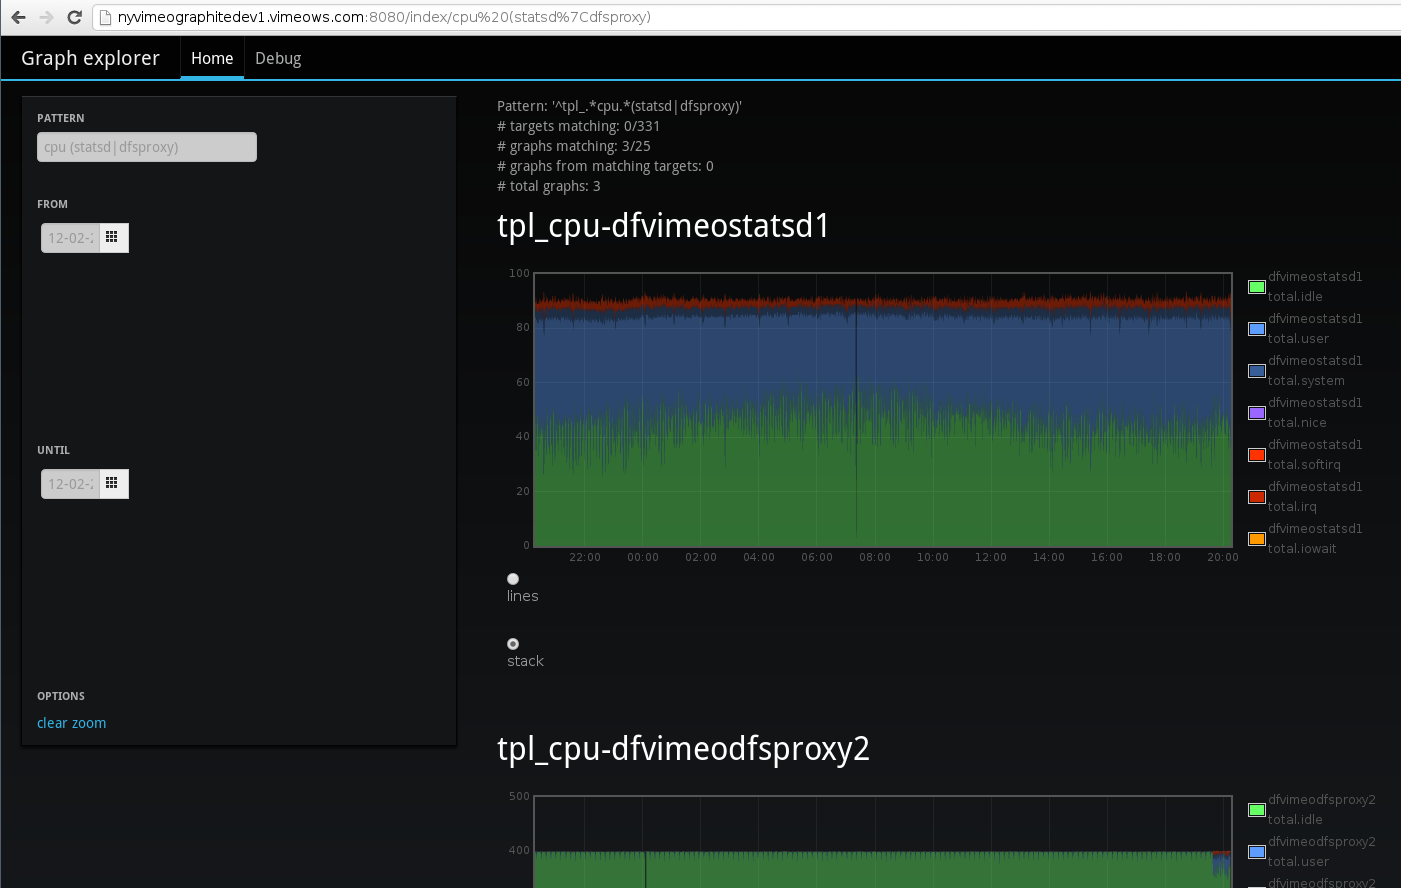 nyvimeographitedev1.vimeows.com:8080/index/cpu%20(statsd%7Cdfsproxy)
Graph explorer Home Debug
PATTERN
cpu (statsd|dfsproxy)
FROM
12-02-
UNTIL
12-02-
OPTIONS
clear zoom
Pattern: '^tpl_.*cpu.*(statsd|dfsproxy)'
# targets matching: 0/331
# graphs matching: 3/25
# graphs from matching targets: 0
# total graphs: 3
tpl_cpu-dfvimeostatsd1
100
80
60
40
20
0
22:00 00:00 02:00 04:00 06:00 08:00 10:00 12:00 14:00 16:00 18:00 20:00
dfvimeostatsd1
total.idle
dfvimeostatsd1
total.user
dfvimeostatsd1
total.system
dfvimeostatsd1
total.nice
dfvimeostatsd1
total.softirq
dfvimeostatsd1
total.irq
dfvimeostatsd1
total.iowait
lines
stack
tpl_cpu-dfvimeodfsproxy2
500
400
dfvimeodfsproxy2
total.idle
dfvimeodfsproxy2
total.user
dfvimeodfsproxy2